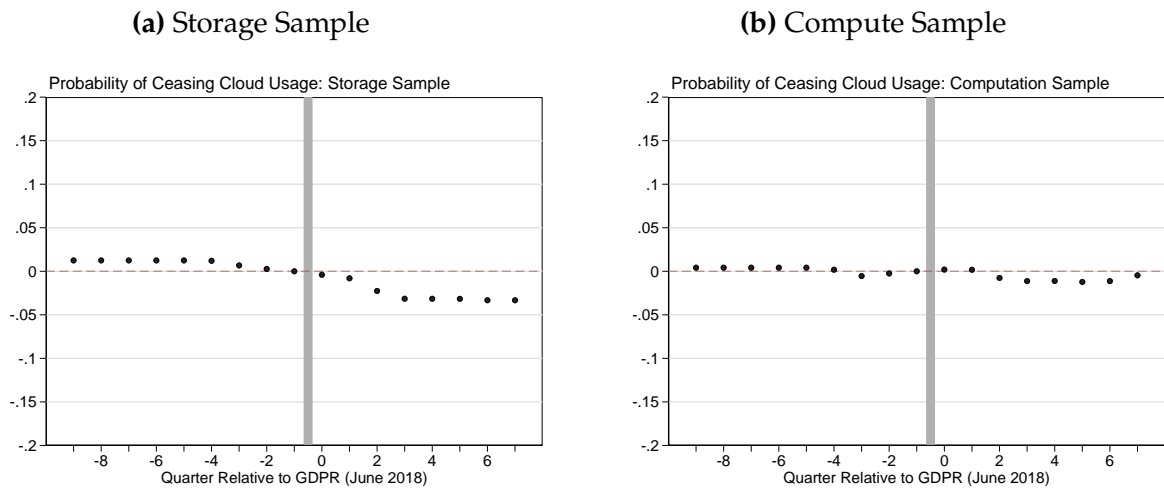 (a) Storage Sample
Probability of Ceasing Cloud Usage: Storage Sample
.2
.15
.1
.05
0
-.05
-.1
-.15
-.2
-8 -6 -4 -2 0 2 4 6
Quarter Relative to GDPR (June 2018)
(b) Compute Sample
Probability of Ceasing Cloud Usage: Computation Sample
.2
.15
.1
.05
0
-.05
-.1
-.15
-.2
-8 -6 -4 -2 0 2 4 6
Quarter Relative to GDPR (June 2018)